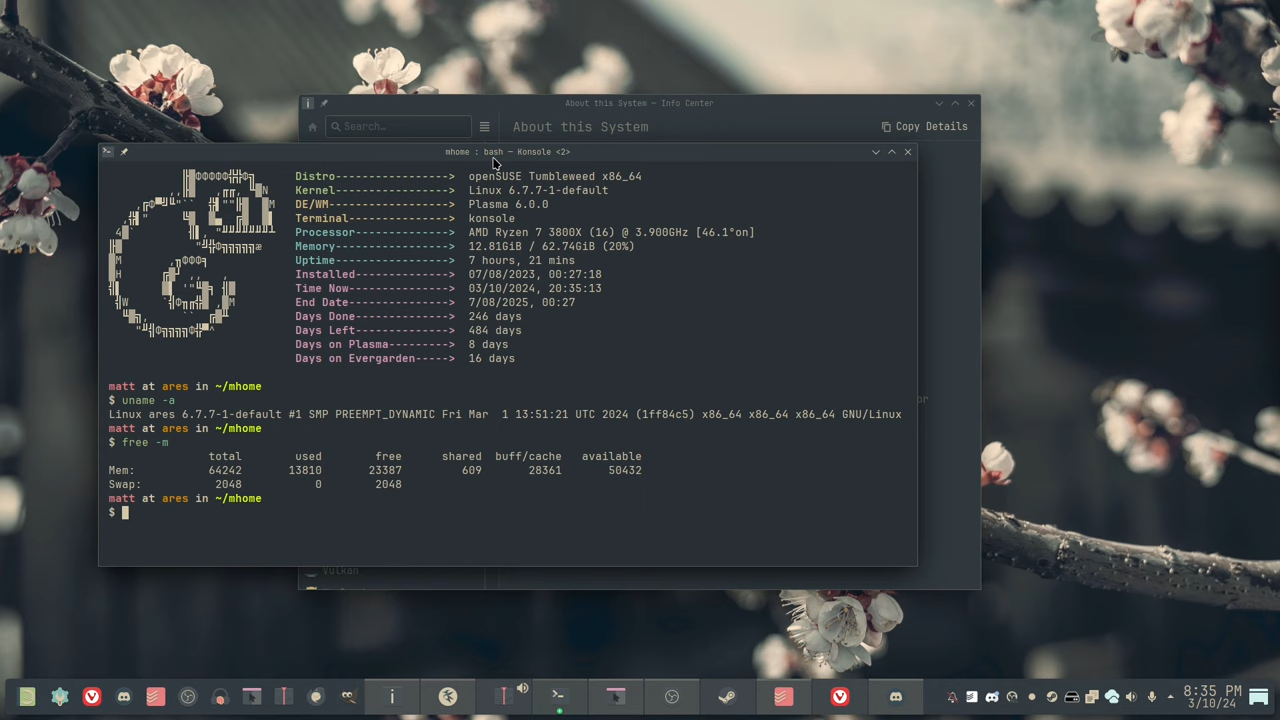 About this System — Info Center
Search...
About this System
Copy Details
mhome : bash — Konsole <2>
Distro-----------------> openSUSE Tumbleweed x86_64
Kernel-----------------> Linux 6.7.7-1-default
DE/WM------------------> Plasma 6.0.0
Terminal---------------> konsole
Processor--------------> AMD Ryzen 7 3800X (16) @ 3.900GHz [46.1°on]
Memory-----------------> 12.81GiB / 62.74GiB (20%)
Uptime-----------------> 7 hours, 21 mins
Installed--------------> 07/08/2023, 00:27:18
Time Now---------------> 03/10/2024, 20:35:13
End Date---------------> 7/08/2025, 00:27
Days Done--------------> 246 days
Days Left--------------> 484 days
Days on Plasma---------> 8 days
Days on Evergarden-----> 16 days
matt at ares in ~/mhome
$ uname -a
Linux ares 6.7.7-1-default #1 SMP PREEMPT_DYNAMIC Fri Mar  1 13:51:21 UTC 2024 (1ff84c5) x86_64 x86_64 x86_64 GNU/Linux
matt at ares in ~/mhome
$ free -m
total used free shared buff/cache available
Mem: 64242 13810 23387 609 28361 50432
Swap: 2048 0 2048
matt at ares in ~/mhome
$
Vulkan
8:35 PM
3/10/24